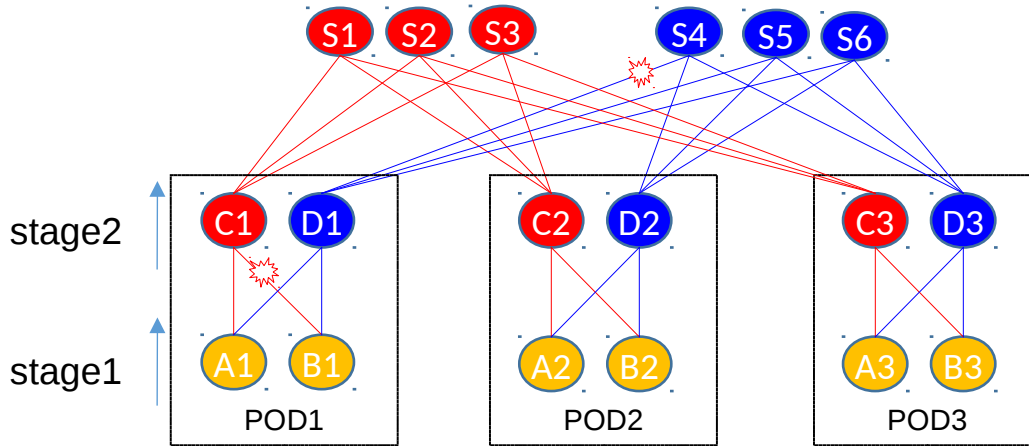 S1 S2 S3 S4 S5 S6
stage2 C1 D1 C2 D2 C3 D3
stage1 A1 B1 A2 B2 A3 B3
POD1 POD2 POD3